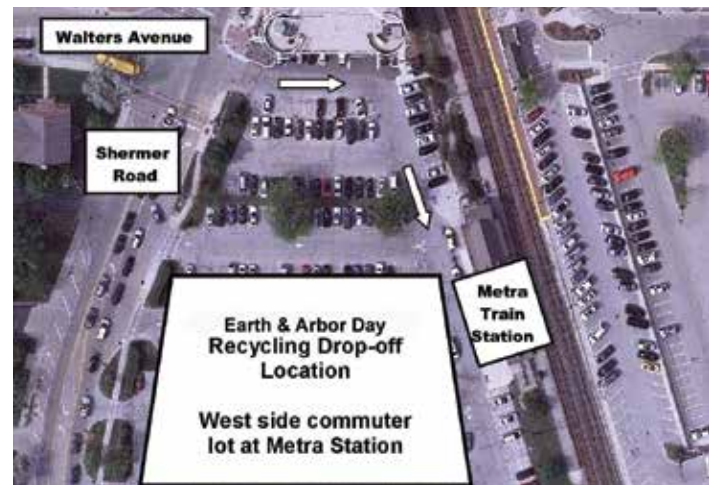 Walters Avenue
Shermer
Road
Metra
Train
Station
Earth & Arbor Day
Recycling Drop-off
Location
West side commuter
lot at Metra Station